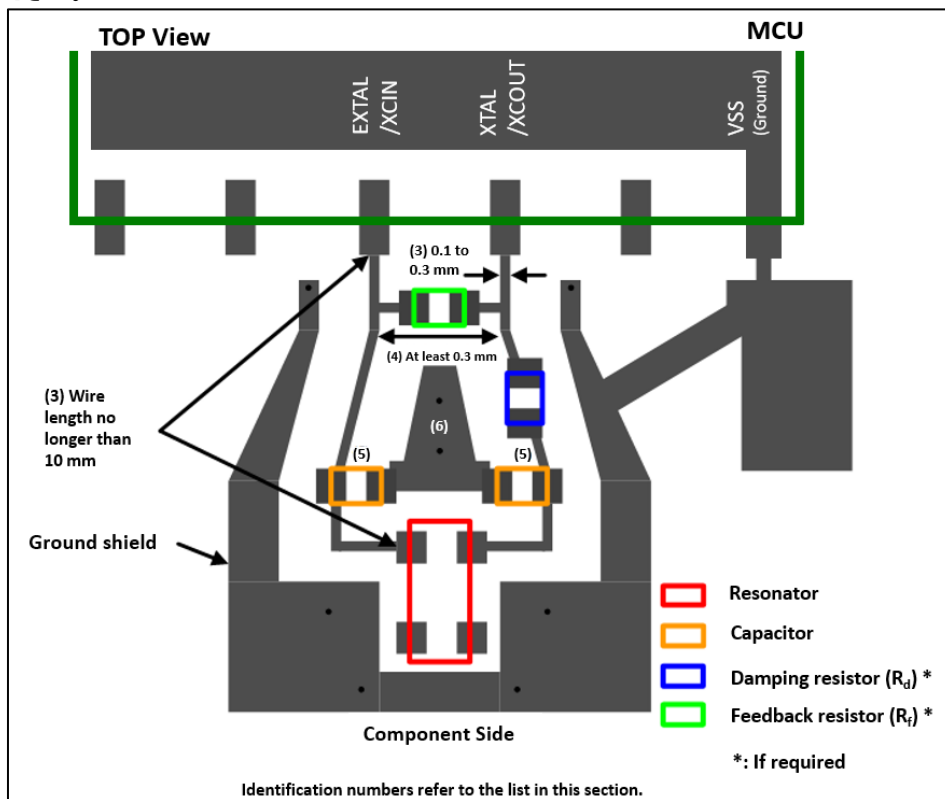 TOP View
MCU
EXTAL
/XCIN
XTAL
/XCOUT
VSS
(Ground)
(3) 0.1 to
0.3 mm
(4) At least 0.3 mm
(3) Wire
length no
longer than
10 mm
(6)
(5)
(5)
Ground shield
Resonator
Capacitor
Damping resistor (Rd) *
Feedback resistor (Rf) *
*: If required
Component Side
Identification numbers refer to the list in this section.